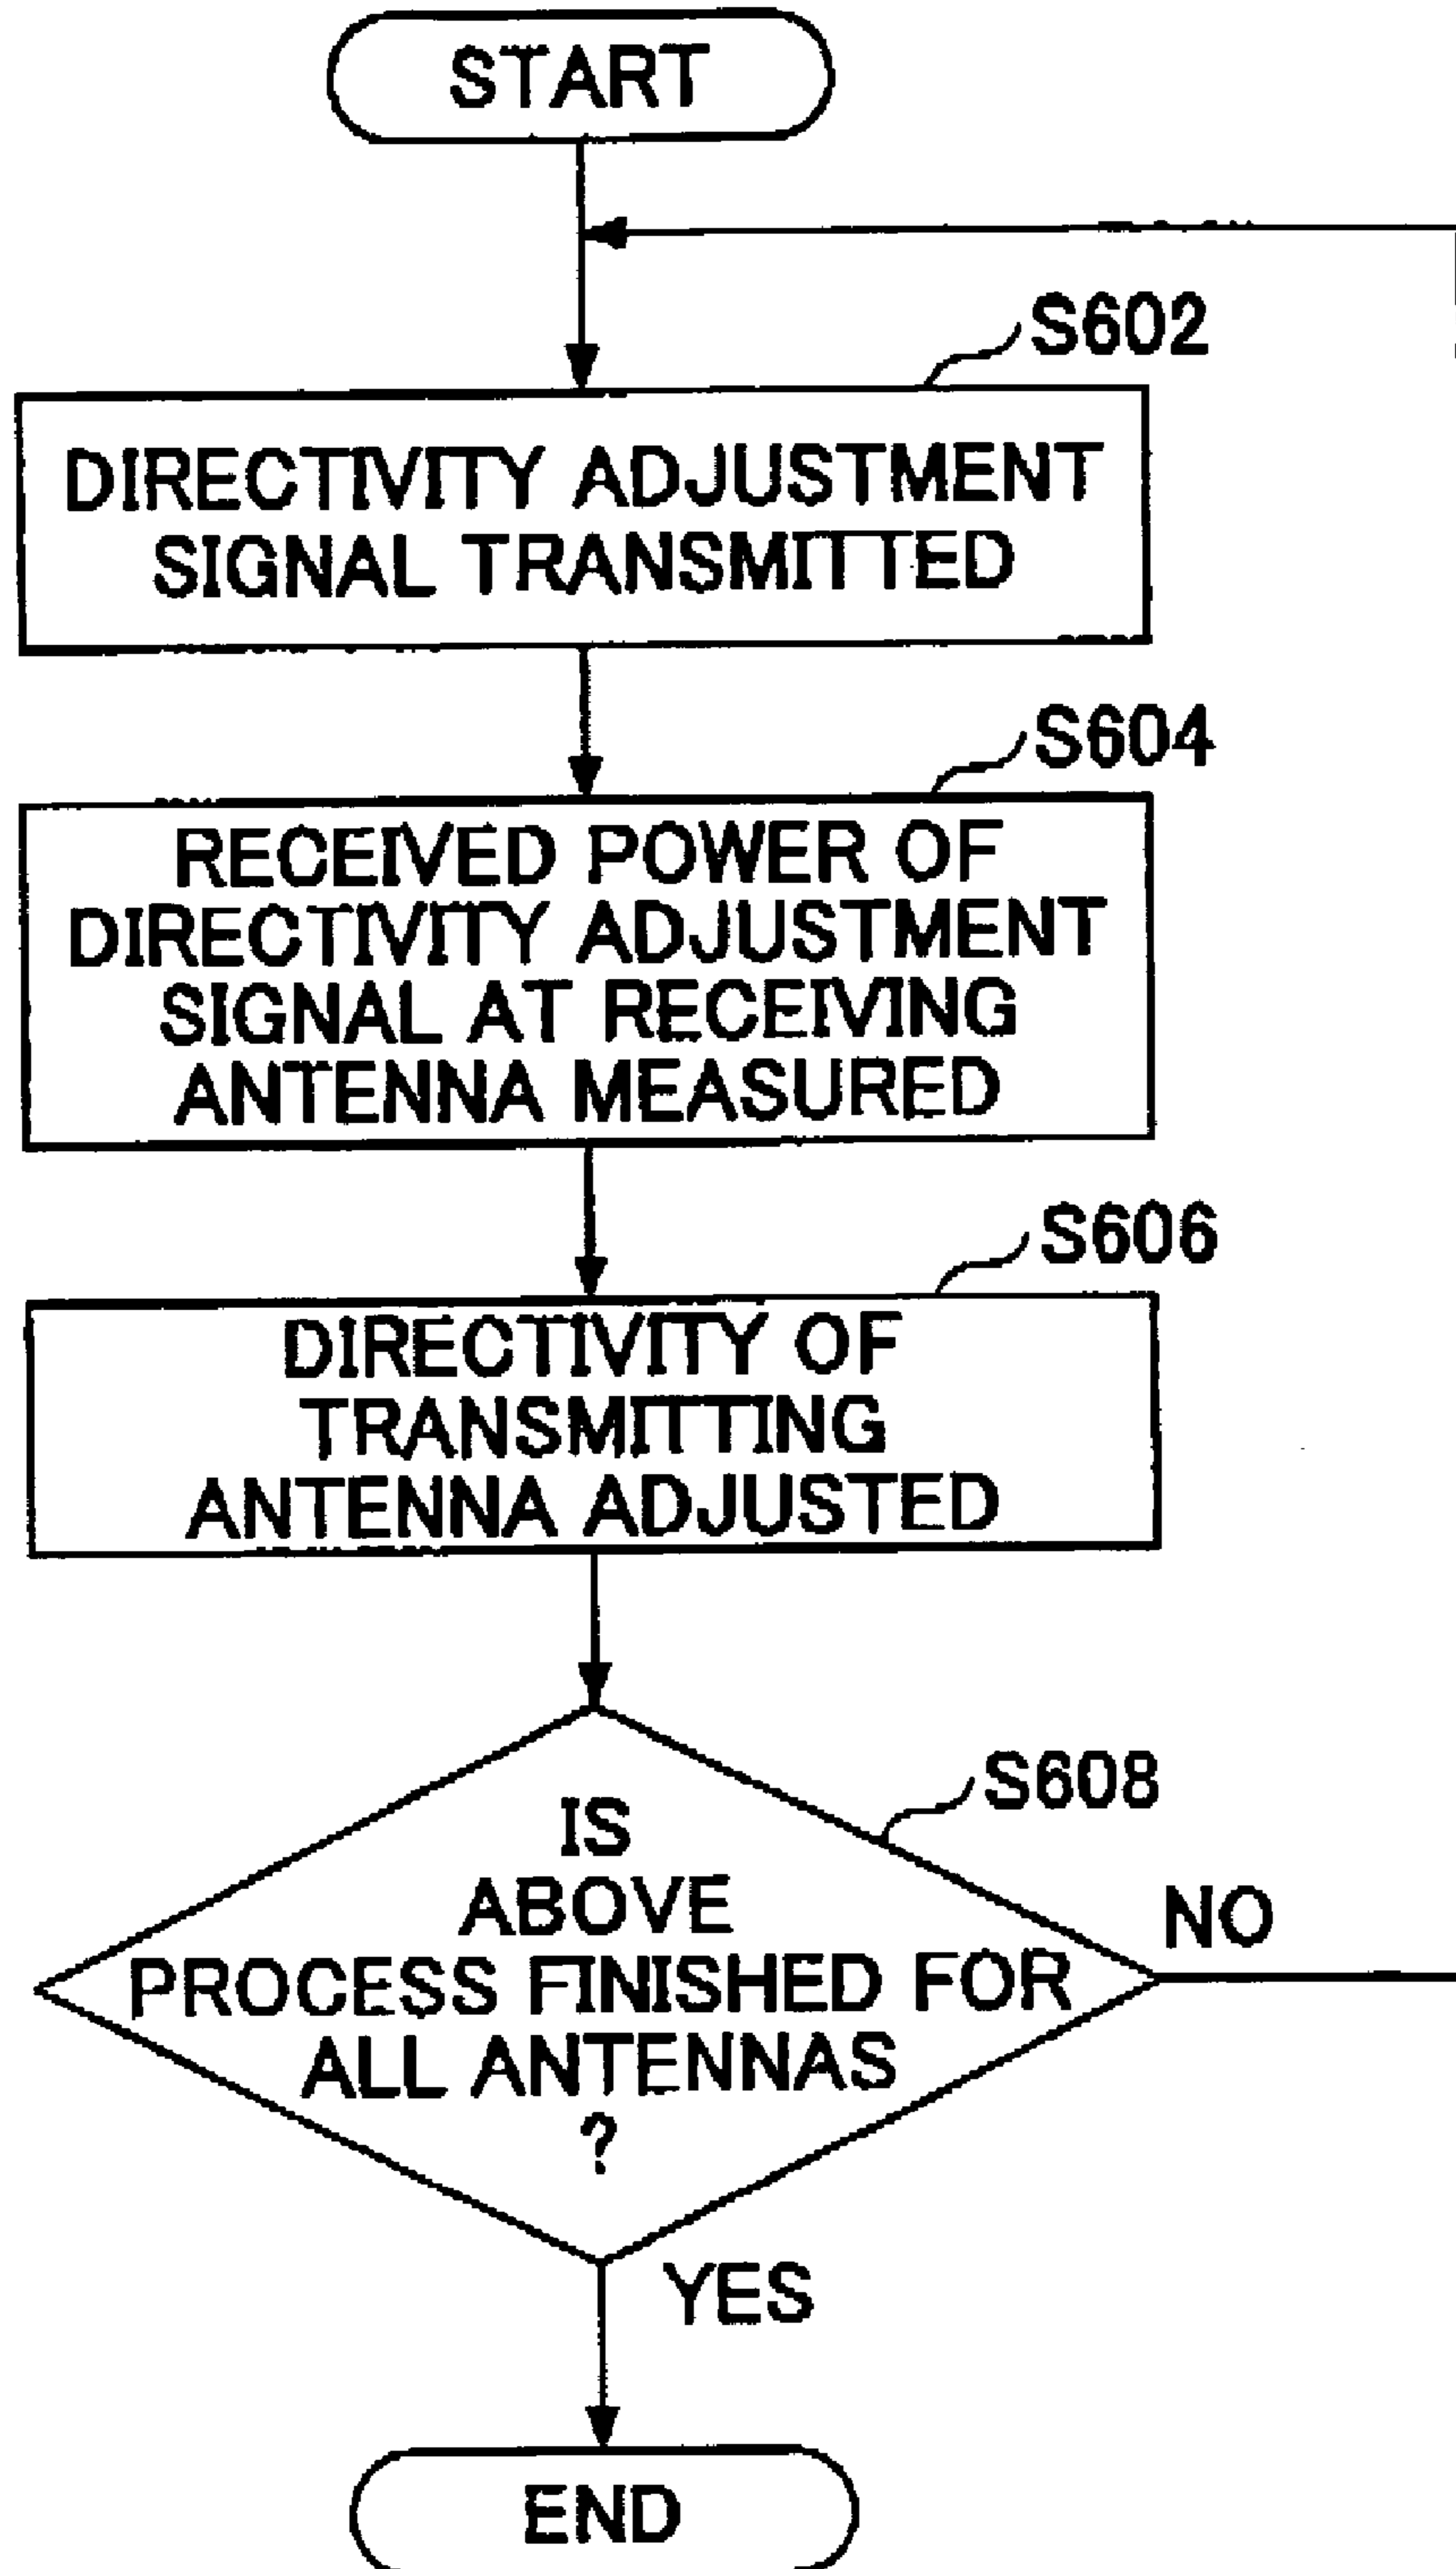 START
S602
DIRECTIVITY ADJUSTMENT
SIGNAL TRANSMITTED
S604
RECEIVED POWER OF
DIRECTIVITY ADJUSTMENT
SIGNAL AT RECEIVING
ANTENNA MEASURED
S606
DIRECTIVITY OF
TRANSMITTING
ANTENNA ADJUSTED
S608
IS
ABOVE
PROCESS FINISHED FOR
ALL ANTENNAS
?
NO
YES
END